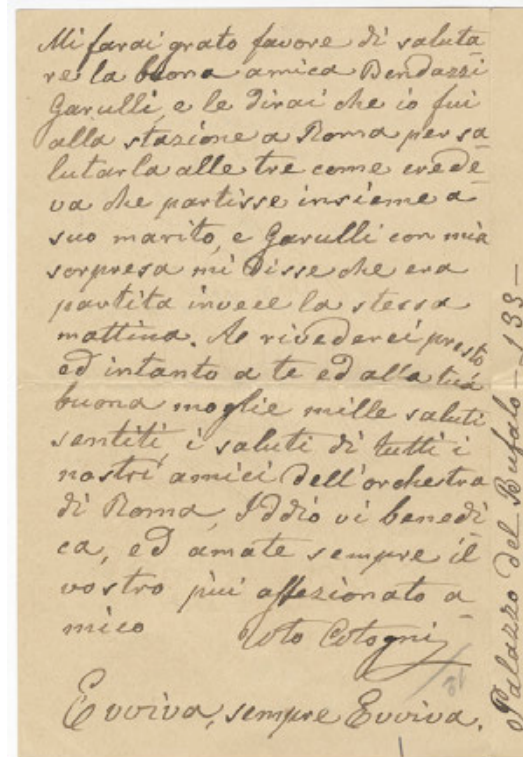 Mi farai grato favore di saluta=
re la buona amica Bendazzi
Garulli, e le dirai che io fui
alla stazione a Roma per sa=
lutarla alle tre come crede=
va che partisse insieme a
suo marito, e Garulli con mia
sorpresa mi disse che era
partita invece la stessa
mattina. A rivederci presto
ed intanto a te ed alla tua
buona moglie mille saluti
sentiti, i saluti di tutti i
nostri amici dell'orchestra
di Roma, Iddio vi benedi=
ca, ed amate sempre il
vostro più affezionato a=
mico Toto Cotogni
Evviva, sempre Evviva.
Palazzo del Bufalo — 133 —